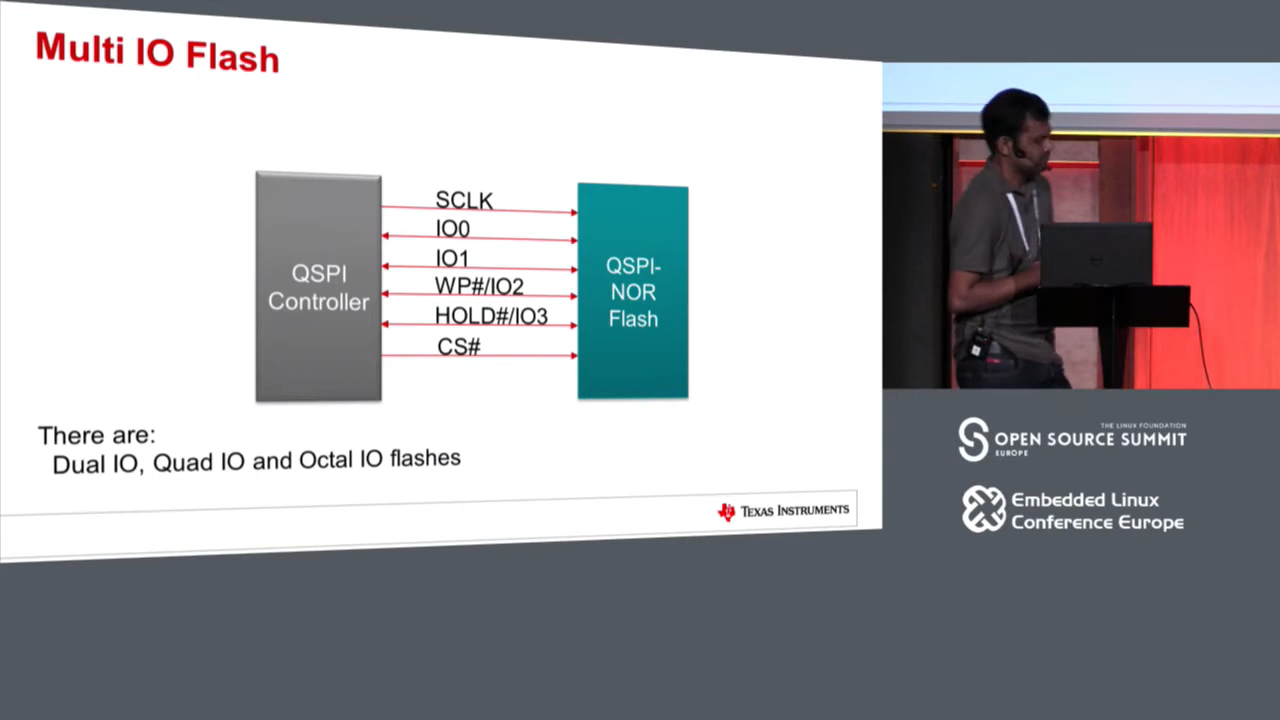 Multi IO Flash
QSPI
Controller
SCLK
IO0
IO1
WP#/IO2
HOLD#/IO3
CS#
QSPI-
NOR
Flash
There are:
Dual IO, Quad IO and Octal IO flashes
TEXAS INSTRUMENTS
THE LINUX FOUNDATION
OPEN SOURCE SUMMIT
EUROPE
Embedded Linux
Conference Europe